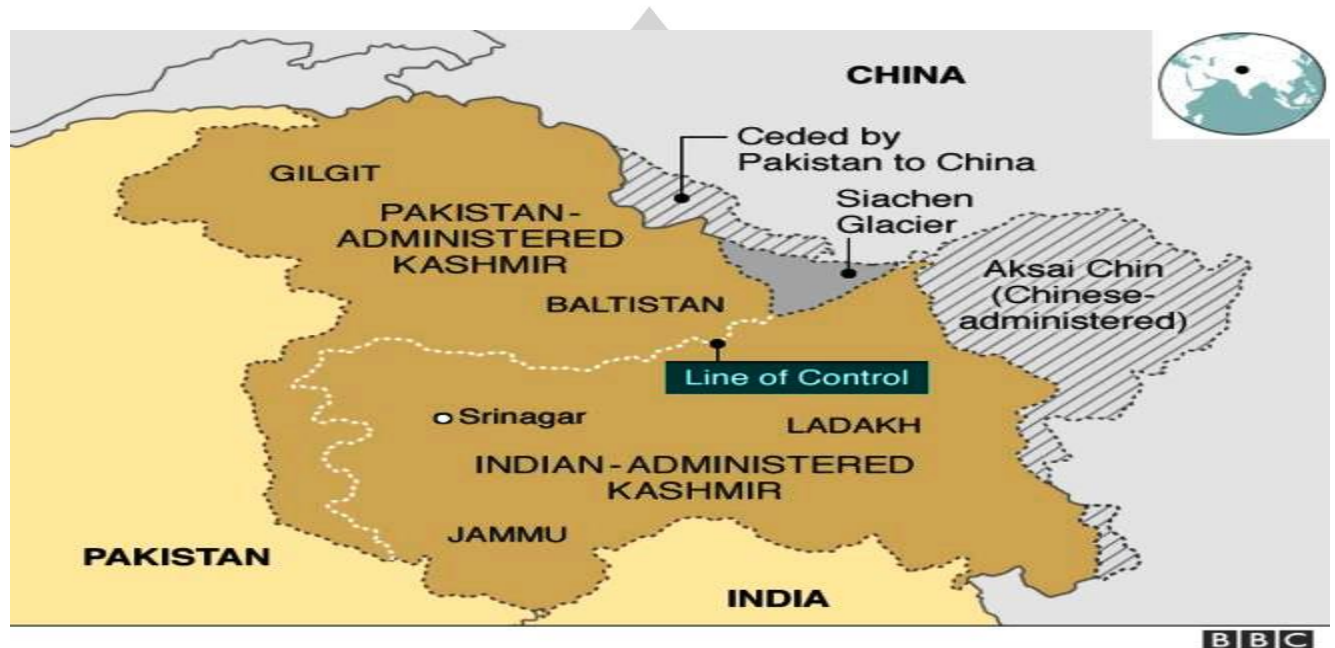 CHINA
Ceded by
Pakistan to China
Siachen
Glacier
GILGIT
PAKISTAN-
ADMINISTERED
KASHMIR
Aksai Chin
(Chinese-
administered)
BALTISTAN
Line of Control
Srinagar
LADAKH
INDIAN-ADMINISTERED
KASHMIR
JAMMU
PAKISTAN
INDIA
BBC